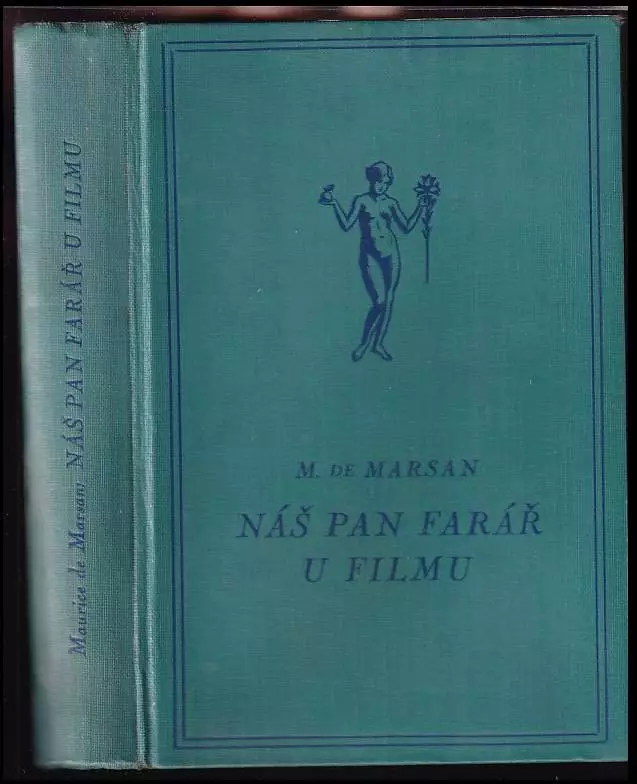 Maurice de Marsan; NÁŠ PAN FARÁŘ U FILMU
M. DE MARSAN
NÁŠ PAN FARÁŘ
U FILMU